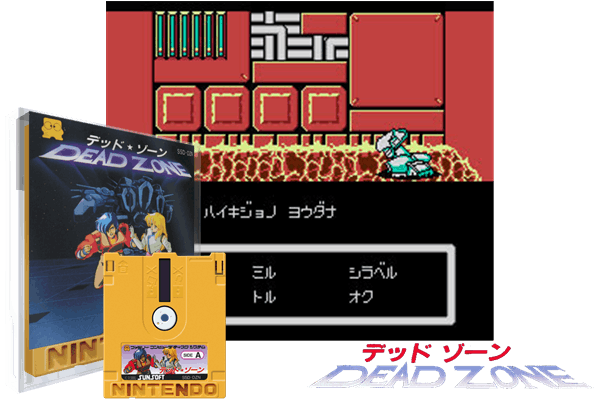 デッド★ゾーン
DEAD ZONE
ハイキジョノ ヨウダナ
ミル シラベル
トル オク
SIDE A
SUNSOFT
NINTENDO
デッド ゾーン
DEAD ZONE